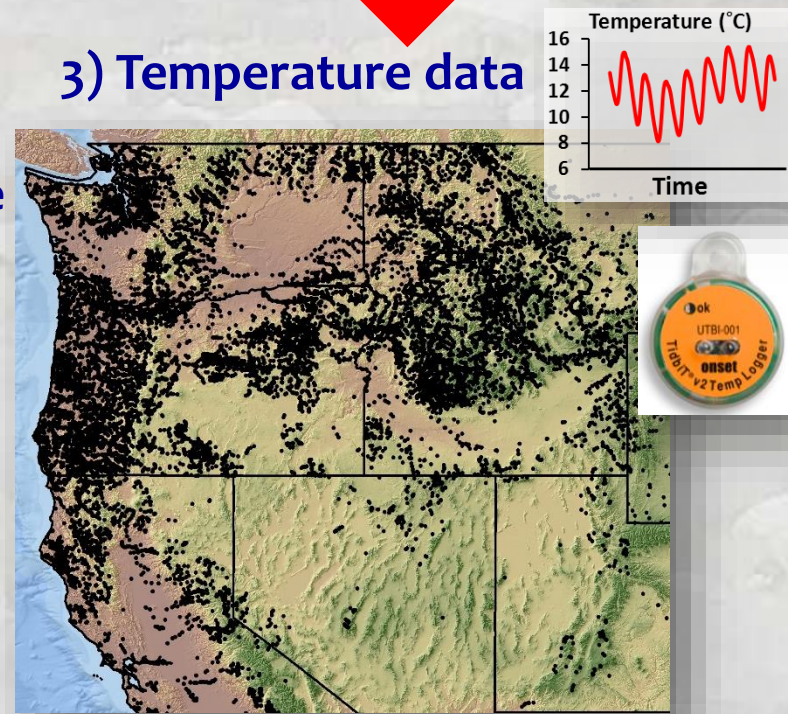 3) Temperature data
e
Temperature (˚C)
16
14
12
10
8
6
Time
ok
UTBI-001
onset
TidbiT® v2 Temp Logger